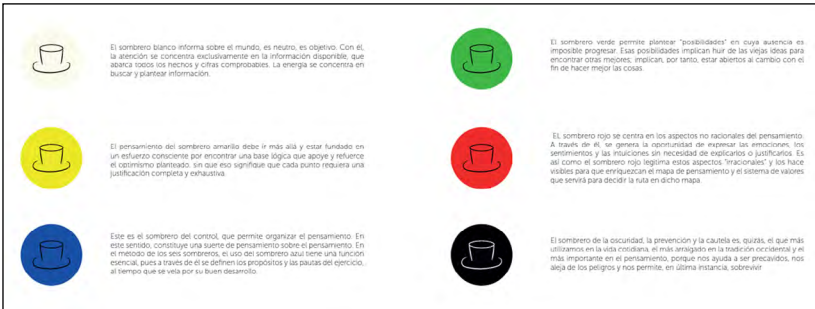 El sombrero blanco informa sobre el mundo, es neutro, es objetivo. Con él,
la atención se concentra exclusivamente en la información disponible, que
abarca todos los hechos y cifras comprobables. La energía se concentra en
buscar y plantear información.
El pensamiento del sombrero amarillo debe ir más allá y estar fundado en
un esfuerzo consciente por encontrar una base lógica que apoye y refuerce
el optimismo planteado, sin que eso signifique que cada punto requiera una
justificación completa y exhaustiva.
Este es el sombrero del control, que permite organizar el pensamiento. En
este sentido, constituye una suerte de pensamiento sobre el pensamiento. En
el método de los seis sombreros, el uso del sombrero azul tiene una función
esencial, pues a través de él se definen los propósitos y las pautas del ejercicio,
al tiempo que se vela por su buen desarrollo.
El sombrero verde permite plantear "posibilidades" en cuya ausencia es
imposible progresar. Esas posibilidades implican huir de las viejas ideas para
encontrar otras mejores; implican, por tanto, estar abiertos al cambio con el
fin de hacer mejor las cosas.
EL sombrero rojo se centra en los aspectos no racionales del pensamiento.
A través de él, se genera la oportunidad de expresar las emociones, los
sentimientos y las intuiciones sin necesidad de explicarlos o justificarlos. Es
así como el sombrero rojo legitima estos aspectos "irracionales" y los hace
visibles para que enriquezcan el mapa de pensamiento y el sistema de valores
que servirá para decidir la ruta en dicho mapa.
El sombrero de la oscuridad, la prevención y la cautela es, quizás, el que más
utilizamos en la vida cotidiana, el más arraigado en la tradición occidental y el
más importante en el pensamiento, porque nos ayuda a ser precavidos, nos
aleja de los peligros y nos permite, en última instancia, sobrevivir